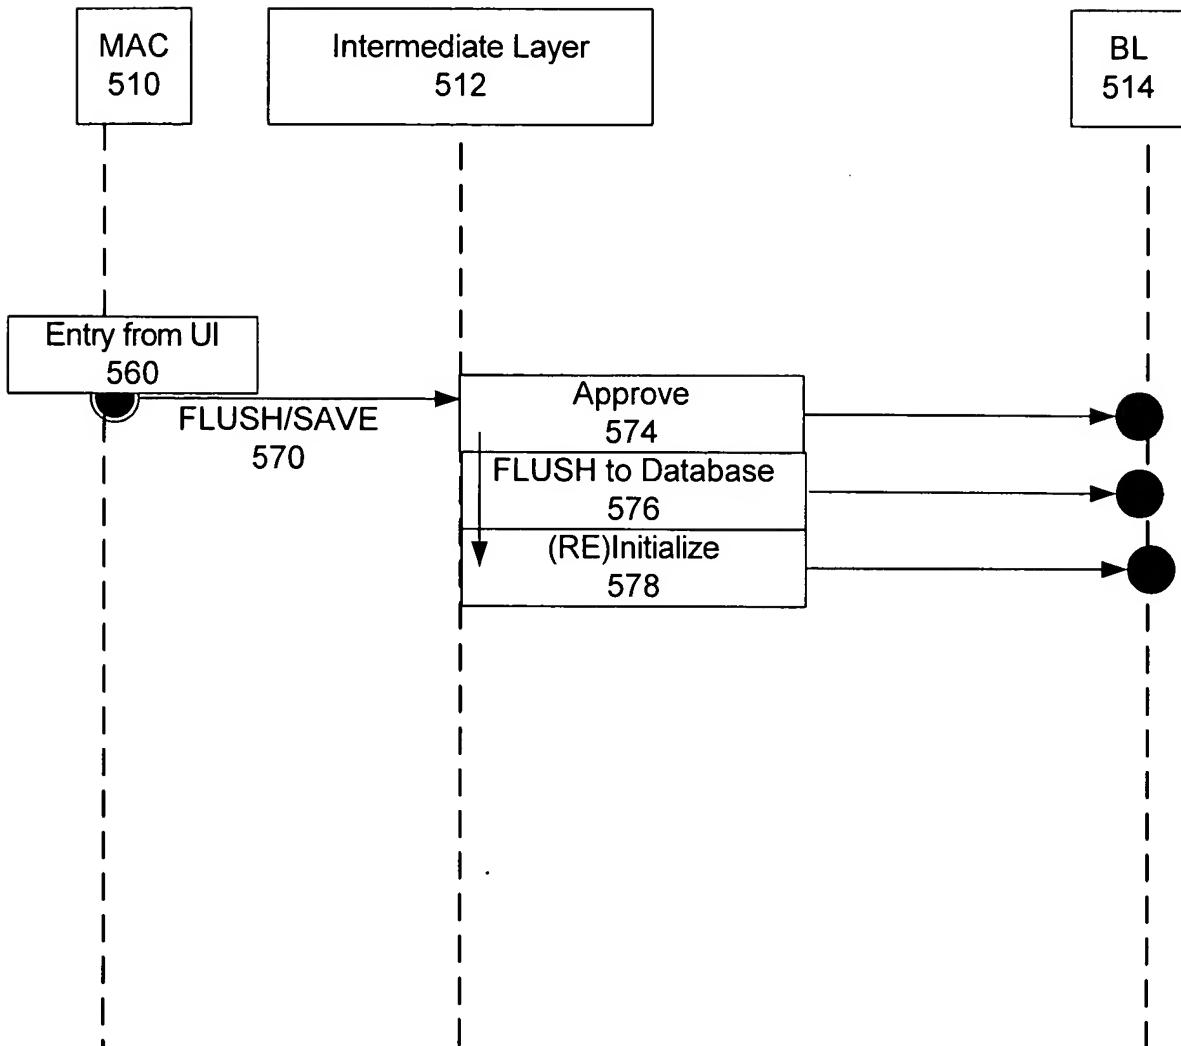 MAC
510
Intermediate Layer
512
BL
514
Entry from UI
560
FLUSH/SAVE
570
Approve
574
FLUSH to Database
576
(RE)Initialize
578